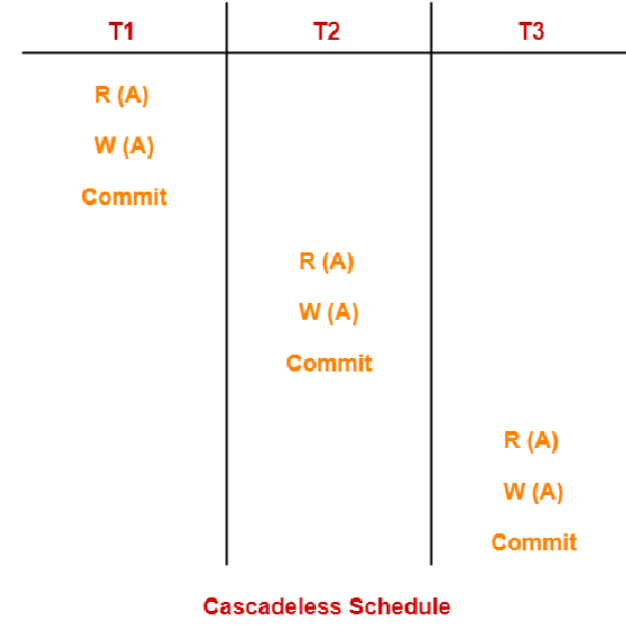 T1 T2 T3
R (A)
W (A)
Commit
R (A)
W (A)
Commit
R (A)
W (A)
Commit
Cascadeless Schedule